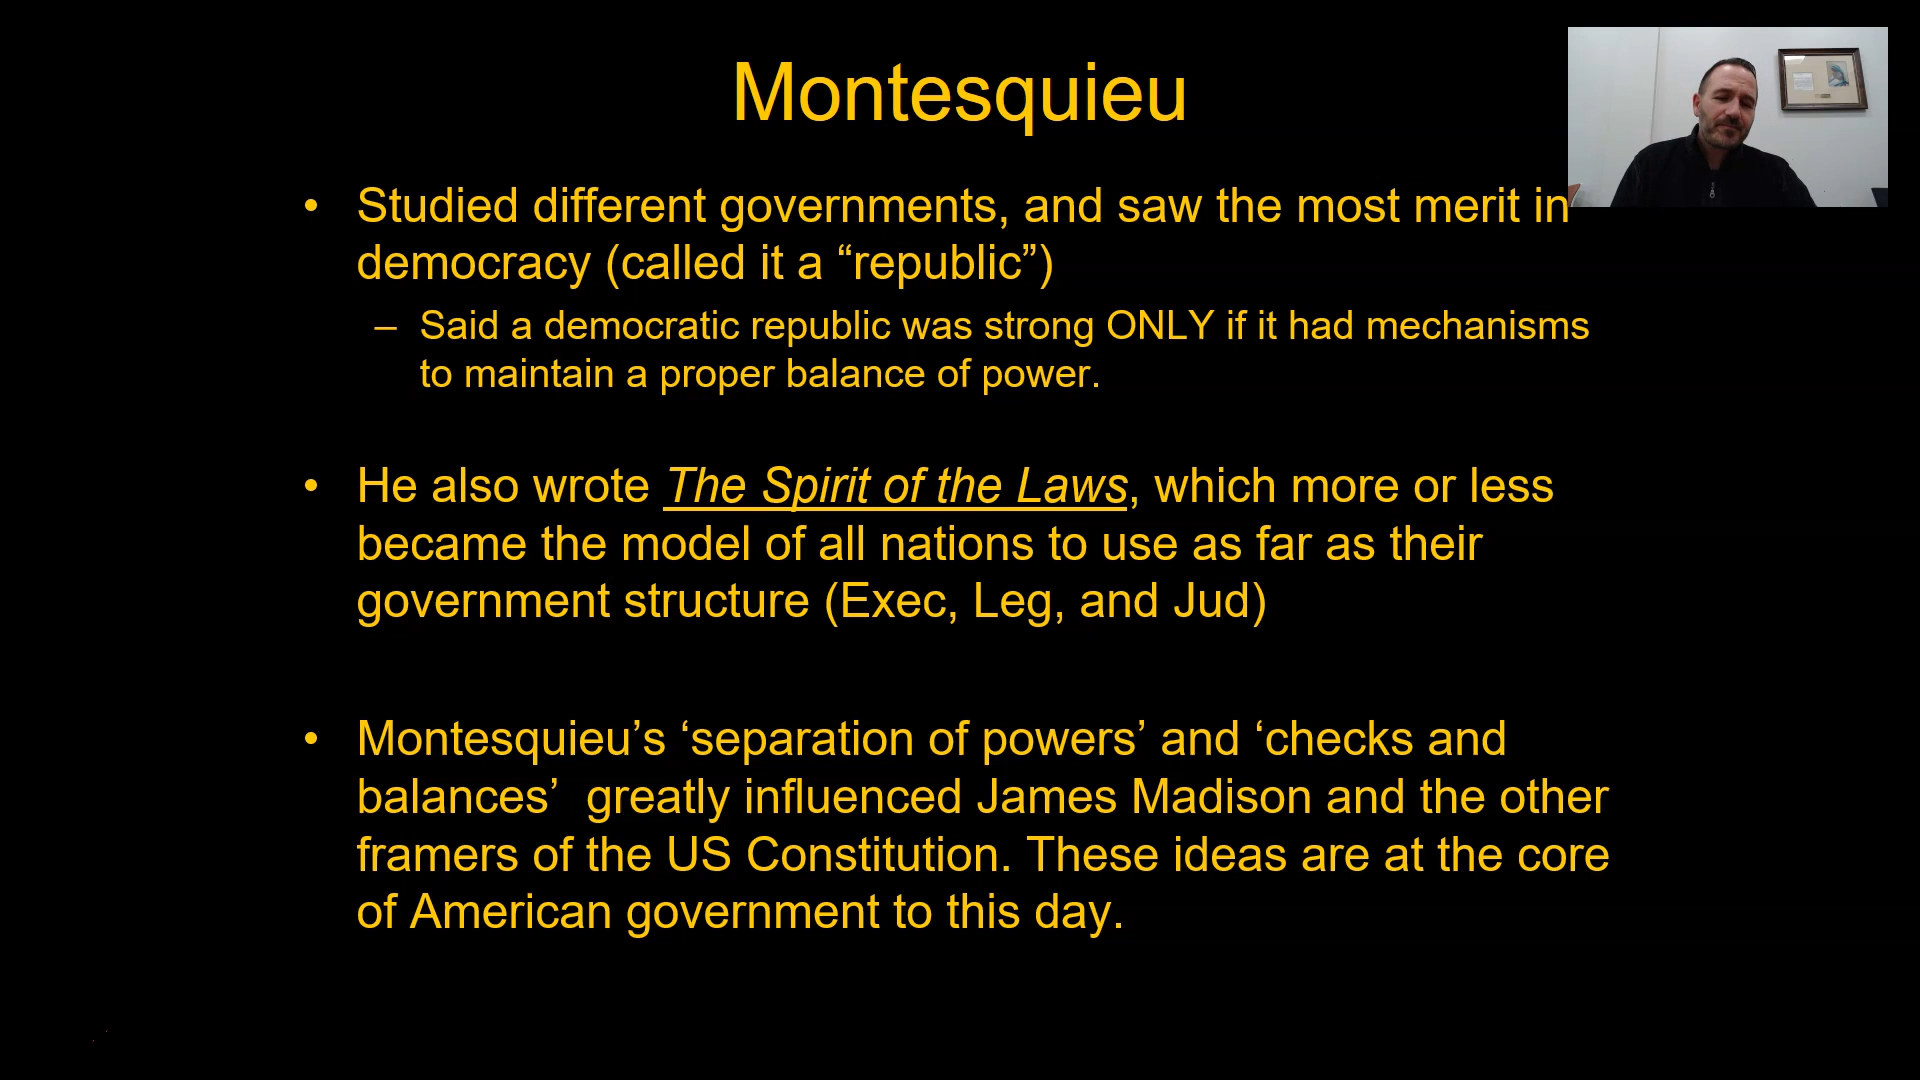 Montesquieu
• Studied different governments, and saw the most merit in
democracy (called it a “republic”)
– Said a democratic republic was strong ONLY if it had mechanisms
to maintain a proper balance of power.
• He also wrote The Spirit of the Laws, which more or less
became the model of all nations to use as far as their
government structure (Exec, Leg, and Jud)
• Montesquieu’s ‘separation of powers’ and ‘checks and
balances’  greatly influenced James Madison and the other
framers of the US Constitution. These ideas are at the core
of American government to this day.